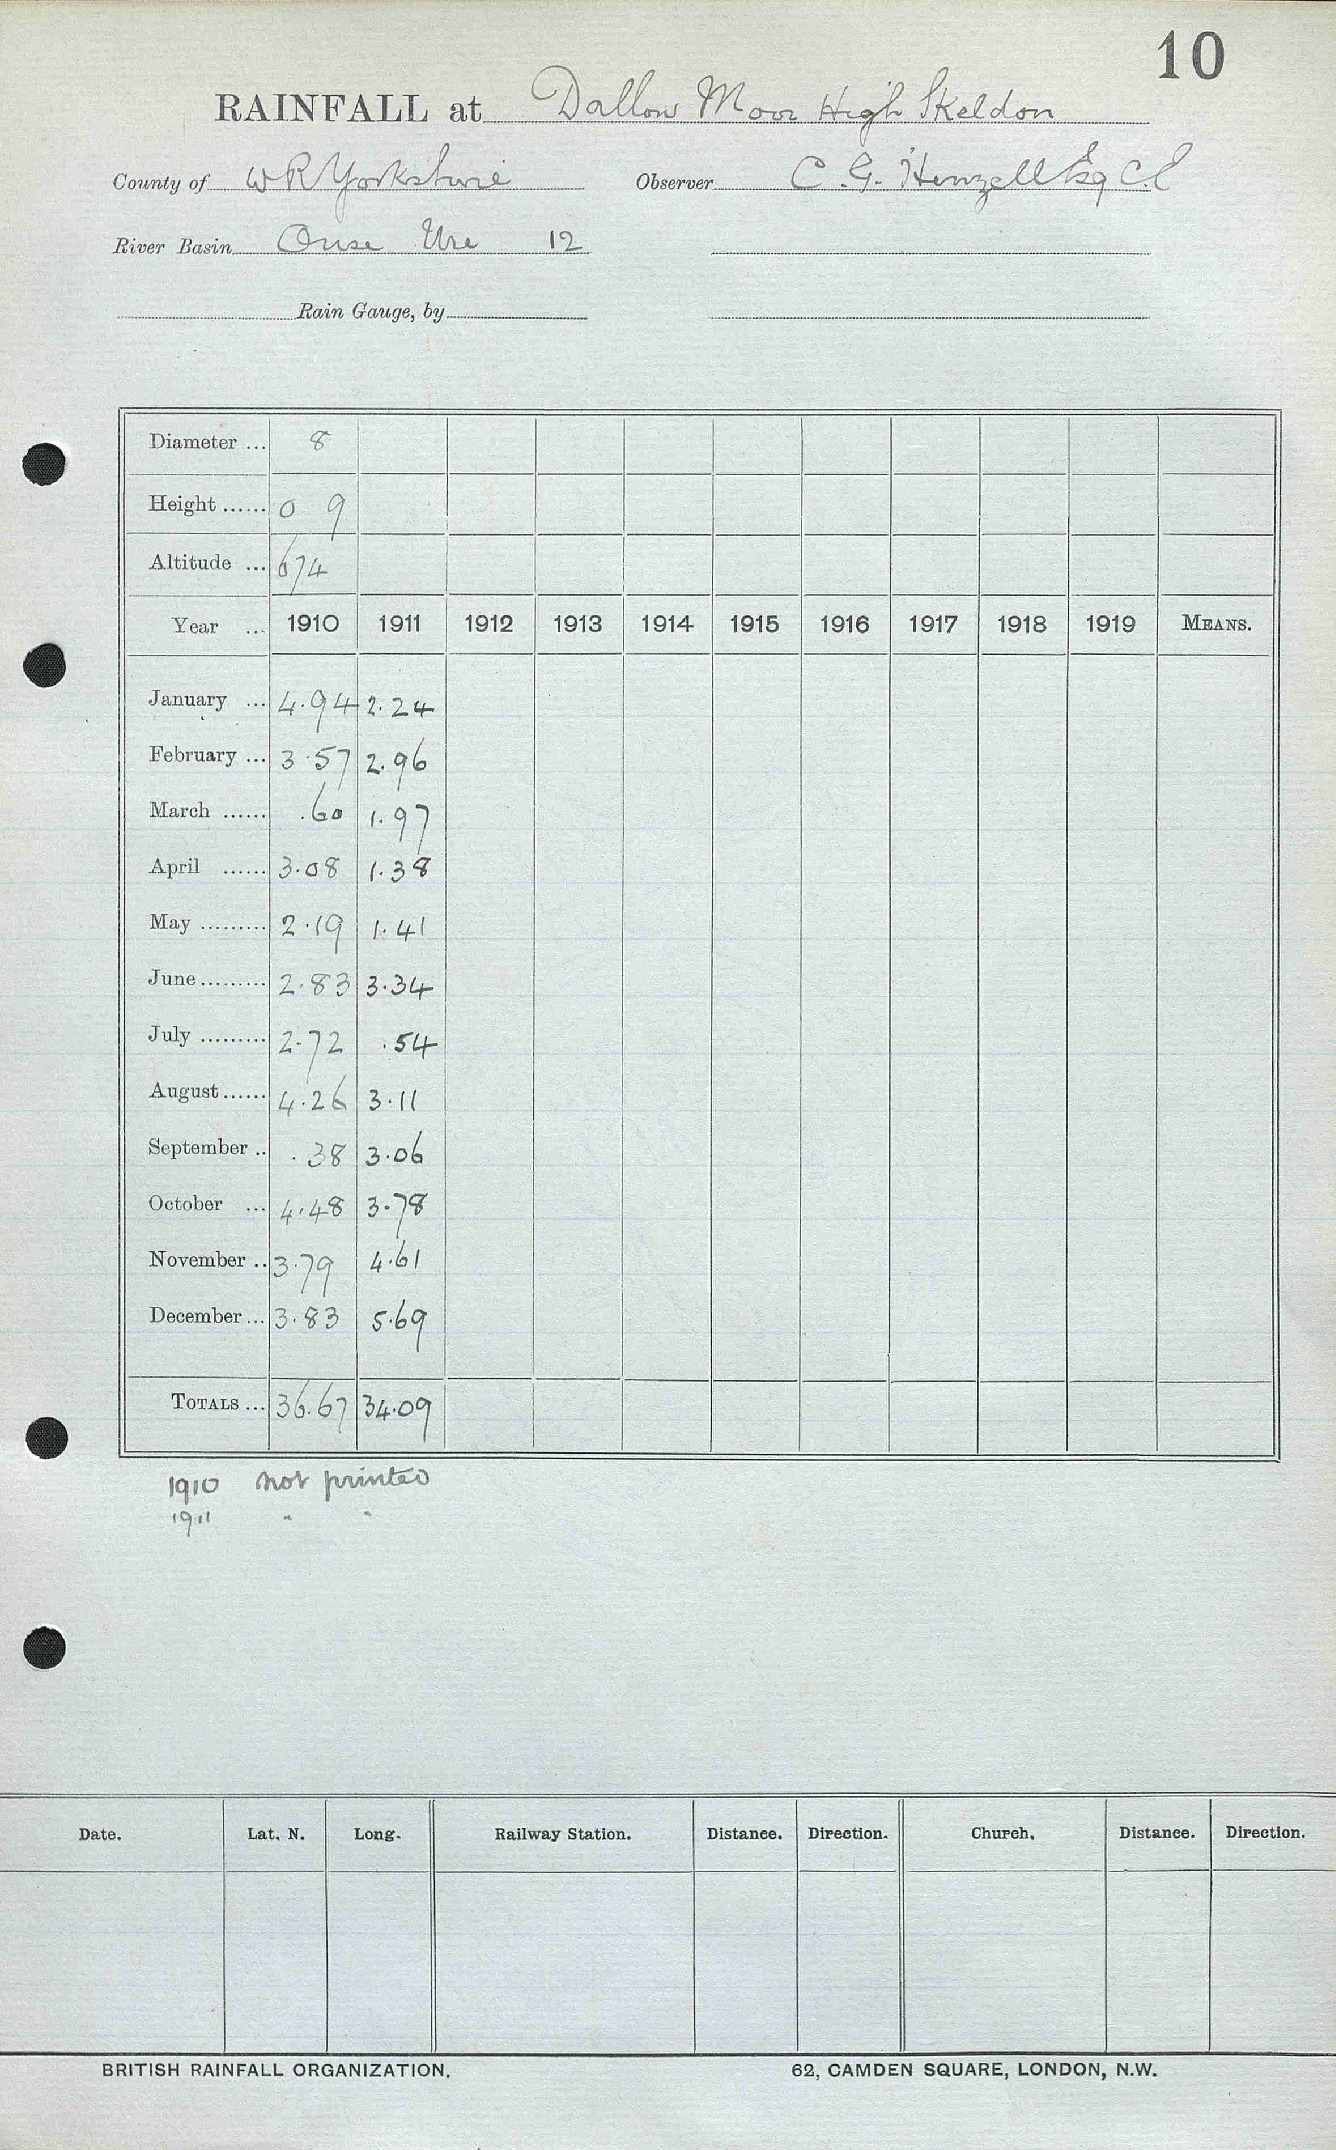 10
RAINFALL at Dallow Moor High Skeldon
County of W R Yorkshire Observer C. G. Henzell Esq C.E
River Basin Ouse Ure 12
Rain Gauge, by
Diameter ... 8
Height ...... 0 9
Altitude ... 674
Year ... 1910 1911 1912 1913 1914 1915 1916 1917 1918 1919 MEANS.
January ... 4.94 2.24
February ... 3.57 2.96
March ...... .60 1.97
April ...... 3.08 1.38
May ......... 2.19 1.41
June ......... 2.83 3.34
July ......... 2.72 .54
August ...... 4.26 3.11
September .. .38 3.06
October ... 4.48 3.78
November .. 3.79 4.61
December ... 3.83 5.69
TOTALS ... 36.67 34.09
1910 not printed
1911 " "
Date. Lat. N. Long. Railway Station. Distance. Direction. Church. Distance. Direction.
BRITISH RAINFALL ORGANIZATION. 62, CAMDEN SQUARE, LONDON, N.W.